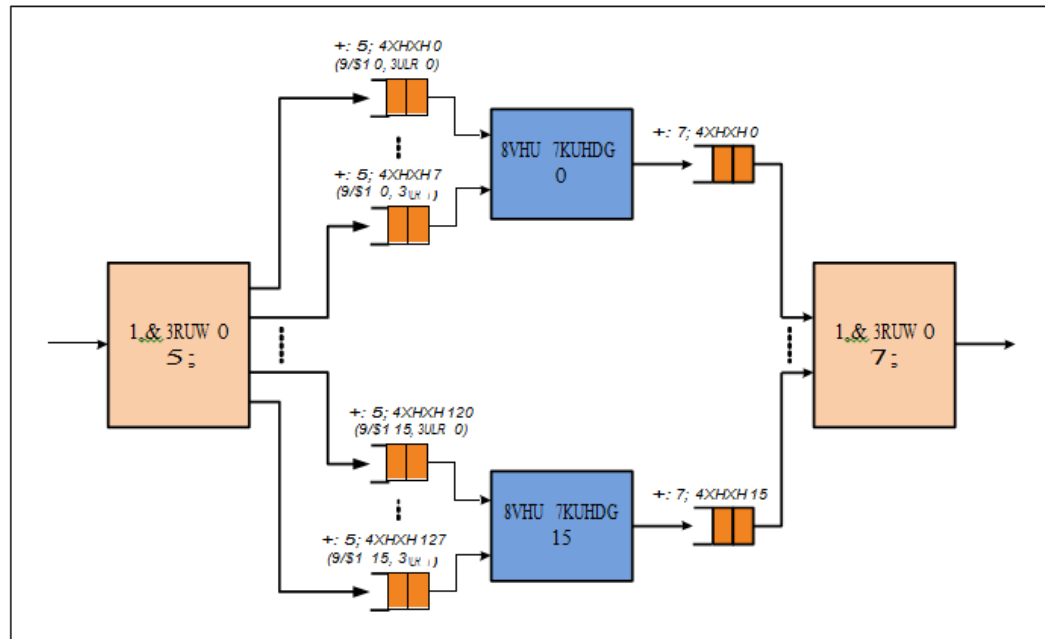 +: 5; 4XHXH 0
(9/$1 0, 3ULR 0)
+: 5; 4XHXH 7
(9/$1 0, 3ULR )
8VHU 7KUHDG
0
+: 7; 4XHXH 0
1,& 3RUW 0
5;
1,& 3RUW 0
7;
+: 5; 4XHXH 120
(9/$1 15, 3ULR 0)
+: 5; 4XHXH 127
(9/$1 15, 3ULR )
8VHU 7KUHDG
15
+: 7; 4XHXH 15